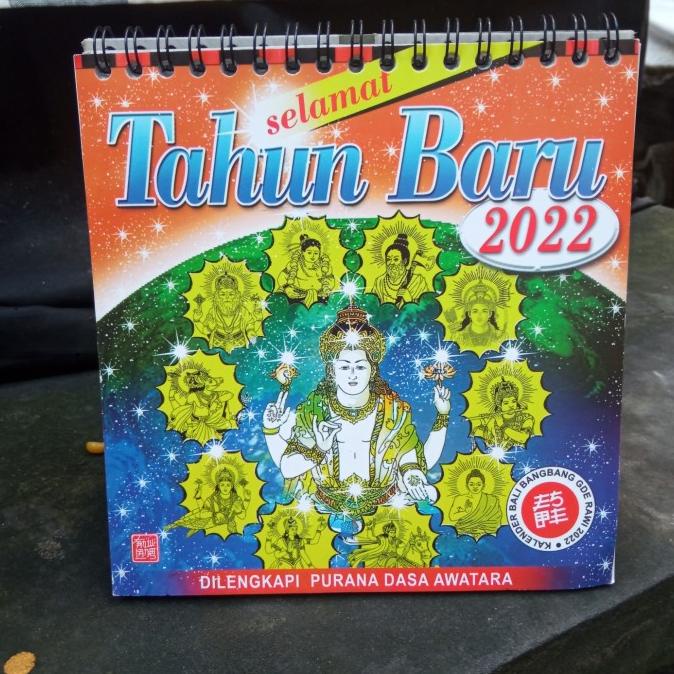 selamat
Tahun Baru
2022
KALENDER BALI BANGBANG GDE RAWI 2022 •
DILENGKAPI PURANA DASA AWATARA